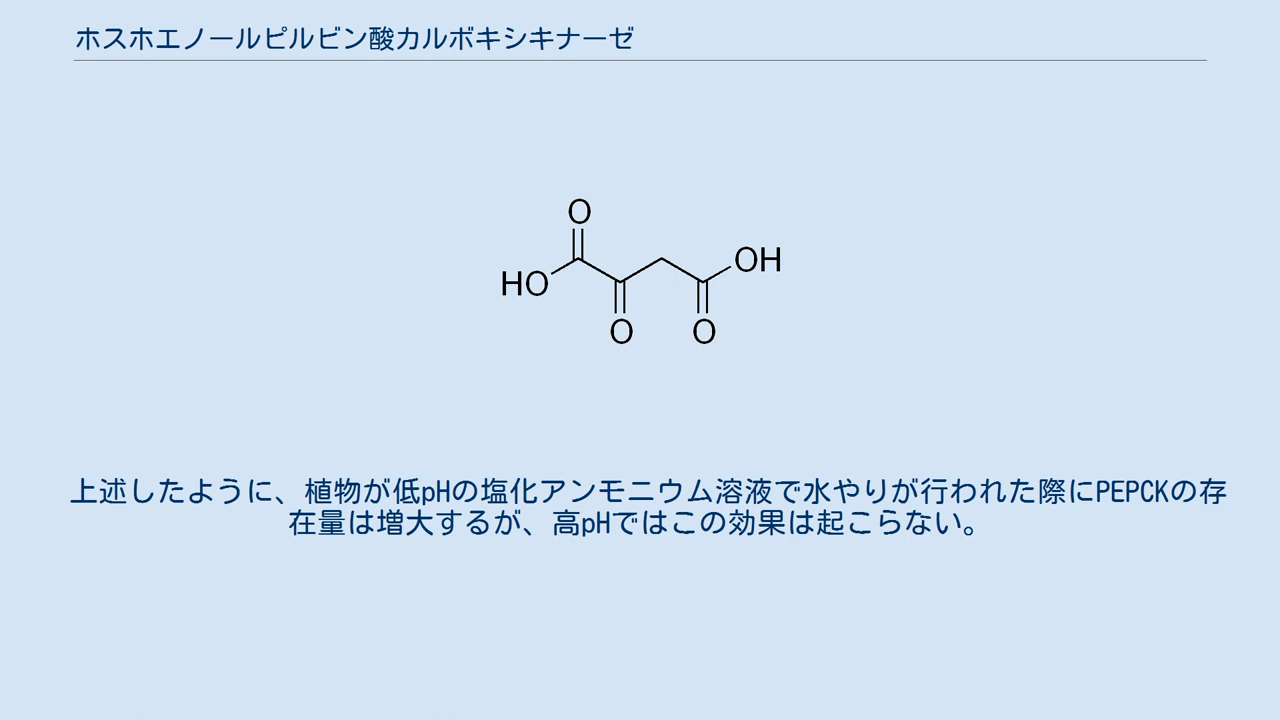 ホスホエノールピルビン酸カルボキシキナーゼ
O
HO
OH
O
O
上述したように、植物が低pHの塩化アンモニウム溶液で水やりが行われた際にPEPCKの存
在量は増大するが、高pHではこの効果は起こらない。